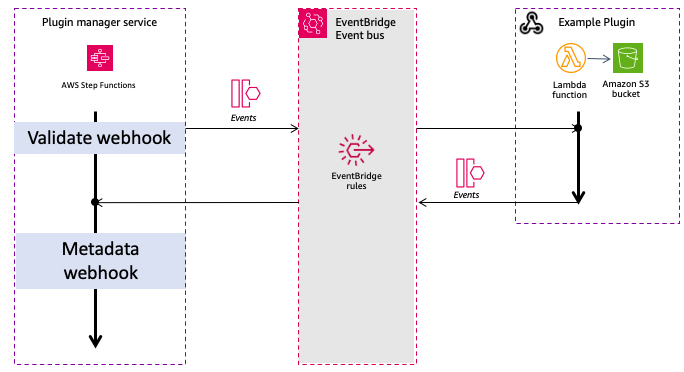 Plugin manager service
AWS Step Functions
Validate webhook
Metadata
webhook
Events
EventBridge
Event bus
EventBridge
rules
Events
Example Plugin
Lambda
function
Amazon S3
bucket